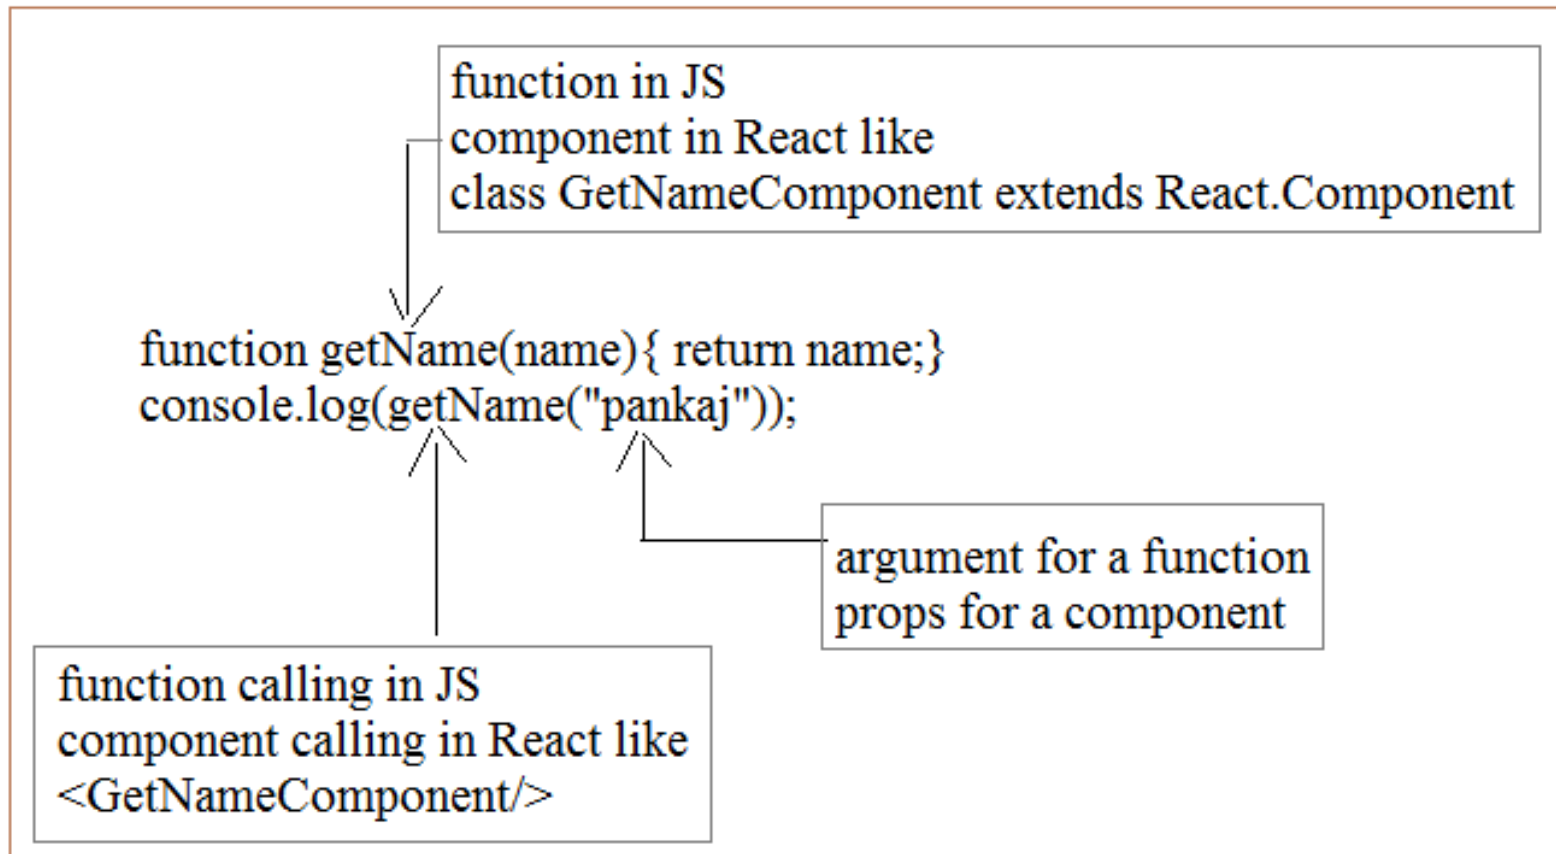 function in JS
component in React like
class GetNameComponent extends React.Component
function getName(name){ return name;}
console.log(getName("pankaj"));
argument for a function
props for a component
function calling in JS
component calling in React like
<GetNameComponent/>